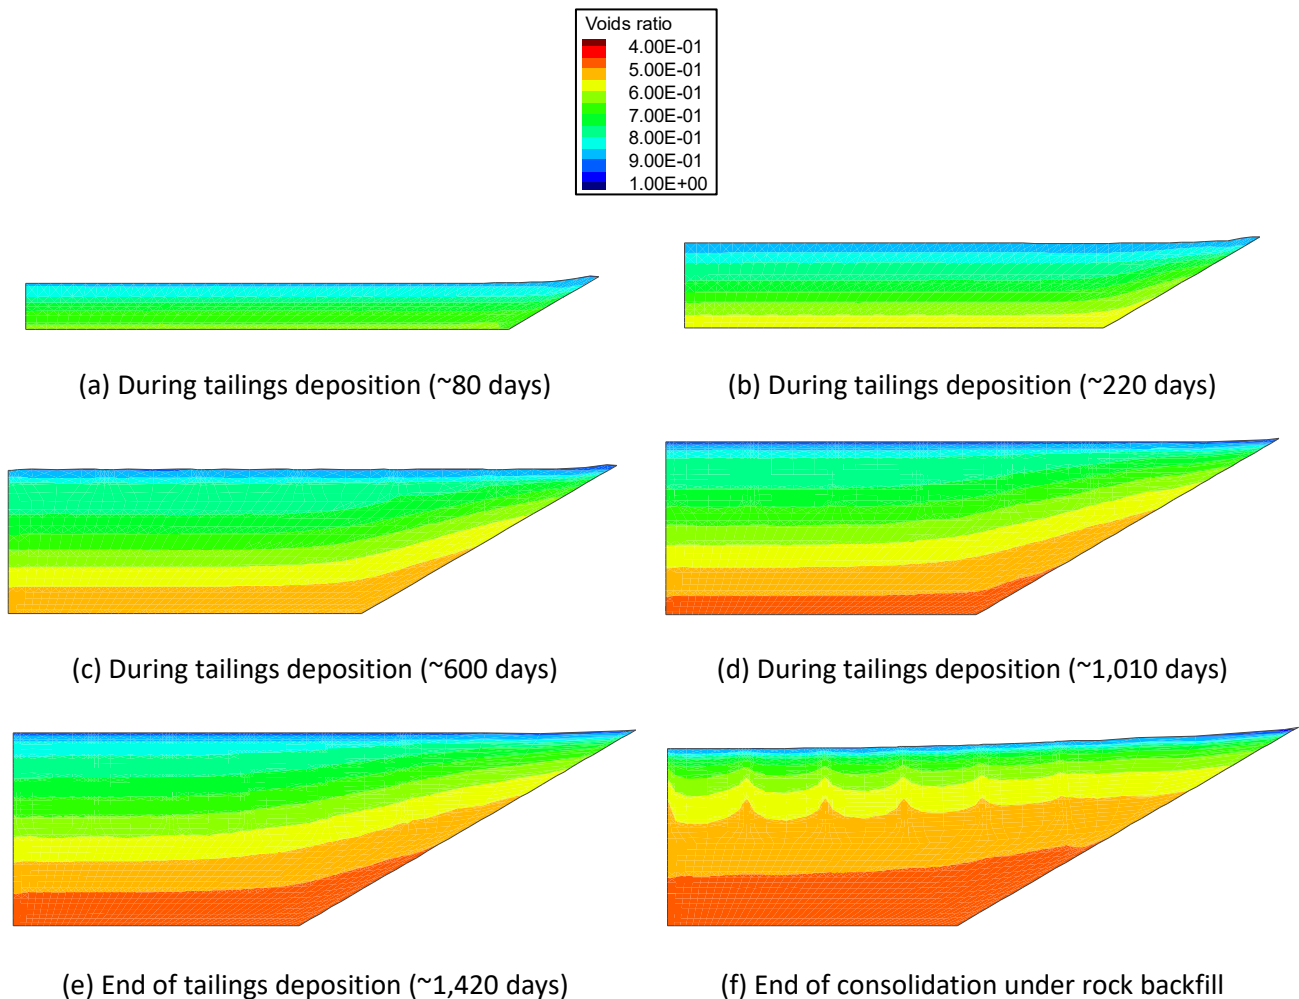 Voids ratio
4.00E-01
5.00E-01
6.00E-01
7.00E-01
8.00E-01
9.00E-01
1.00E+00
(a) During tailings deposition (~80 days)
(b) During tailings deposition (~220 days)
(c) During tailings deposition (~600 days)
(d) During tailings deposition (~1,010 days)
(e) End of tailings deposition (~1,420 days)
(f) End of consolidation under rock backfill